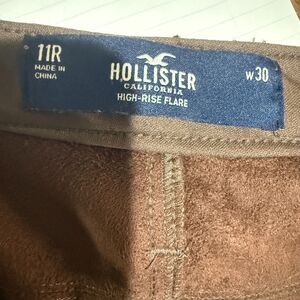 11R
MADE IN
CHINA
HOLLISTER
CALIFORNIA
HIGH-RISE FLARE
W30